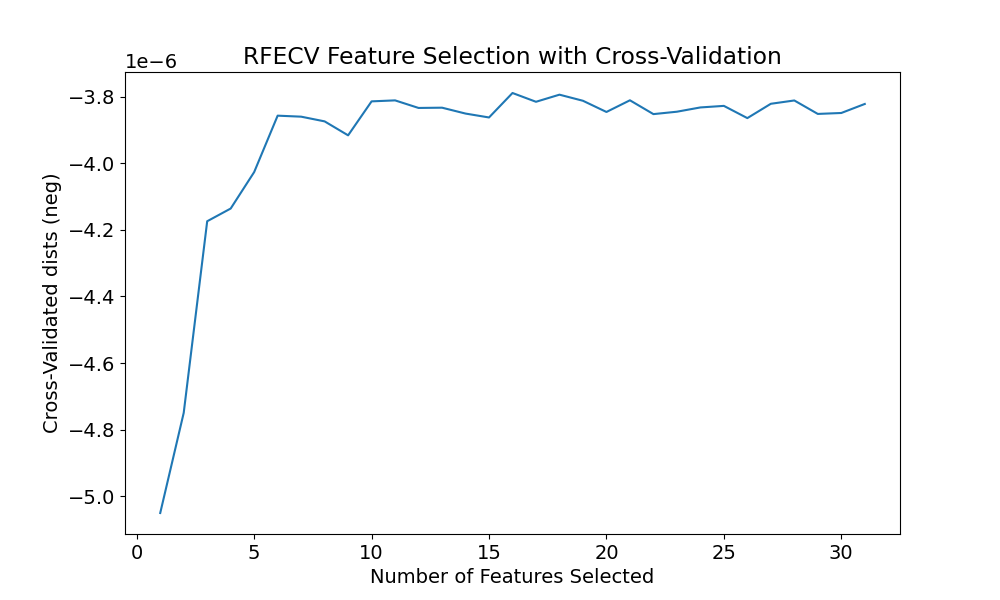 RFECV Feature Selection with Cross-Validation
1e−6
−3.8
−4.0
−4.2
−4.4
−4.6
−4.8
−5.0
Cross-Validated dists (neg)
0 5 10 15 20 25 30
Number of Features Selected